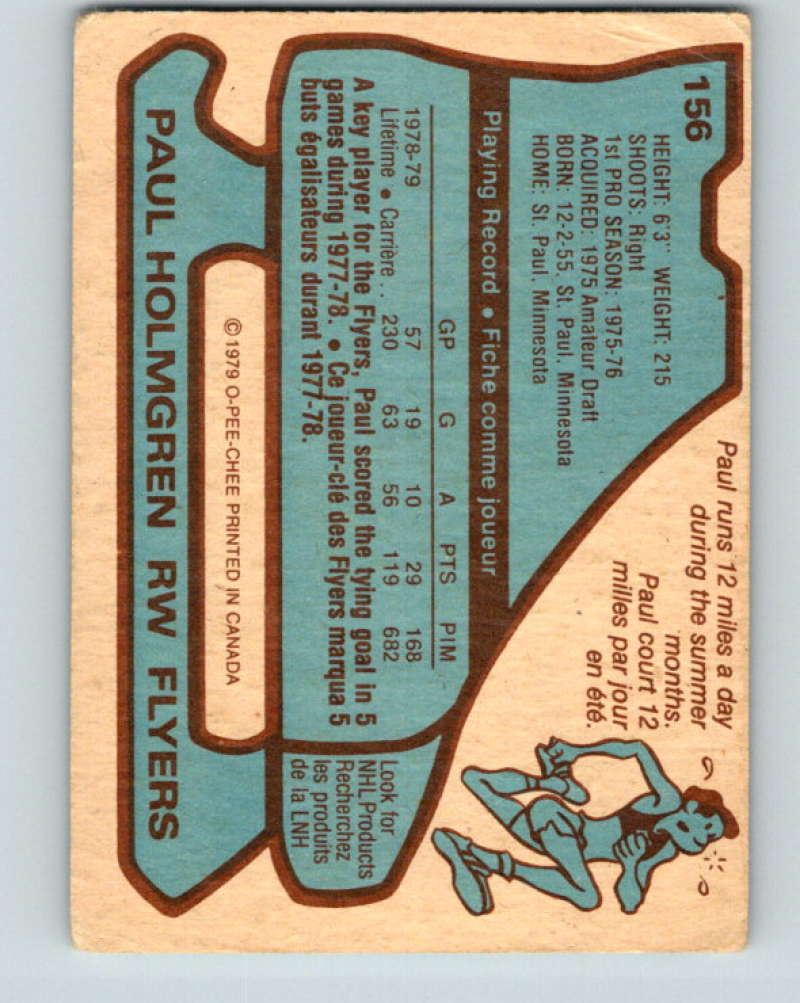 156
HEIGHT: 6'3" WEIGHT: 215
SHOOTS: Right
1st PRO SEASON: 1975-76
ACQUIRED: 1975 Amateur Draft
BORN: 12-2-55. St. Paul, Minnesota
HOME: St. Paul, Minnesota
Paul runs 12 miles a day
during the summer
months.
Paul court 12
milles par jour
en été.
Playing Record • Fiche comme joueur
GP G A PTS PIM
1978-79 57 19 10 29 168
Lifetime • Carrière . . 230 63 56 119 682
A key player for the Flyers, Paul scored the tying goal in 5
games during 1977-78. • Ce joueur-clé des Flyers marqua 5
buts égalisateurs durant 1977-78.
Look for
NHL Products
Recherchez
les produits
de la LNH
© 1979 O-PEE-CHEE PRINTED IN CANADA
PAUL HOLMGREN RW FLYERS